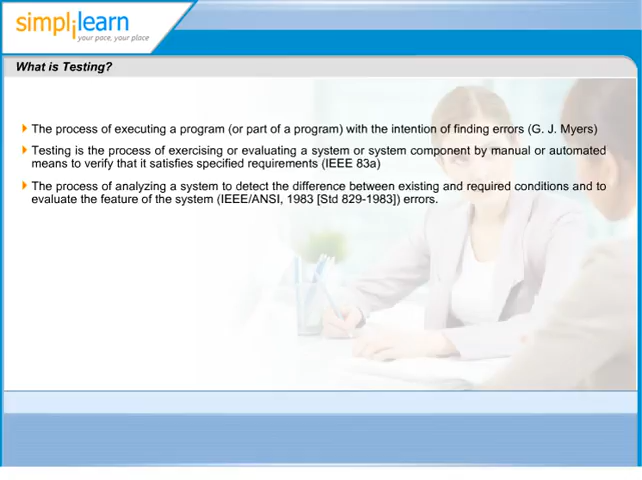 simplilearn
your pace, your place
What is Testing?
The process of executing a program (or part of a program) with the intention of finding errors (G. J. Myers)
Testing is the process of exercising or evaluating a system or system component by manual or automated
means to verify that it satisfies specified requirements (IEEE 83a)
The process of analyzing a system to detect the difference between existing and required conditions and to
evaluate the feature of the system (IEEE/ANSI, 1983 [Std 829-1983]) errors.